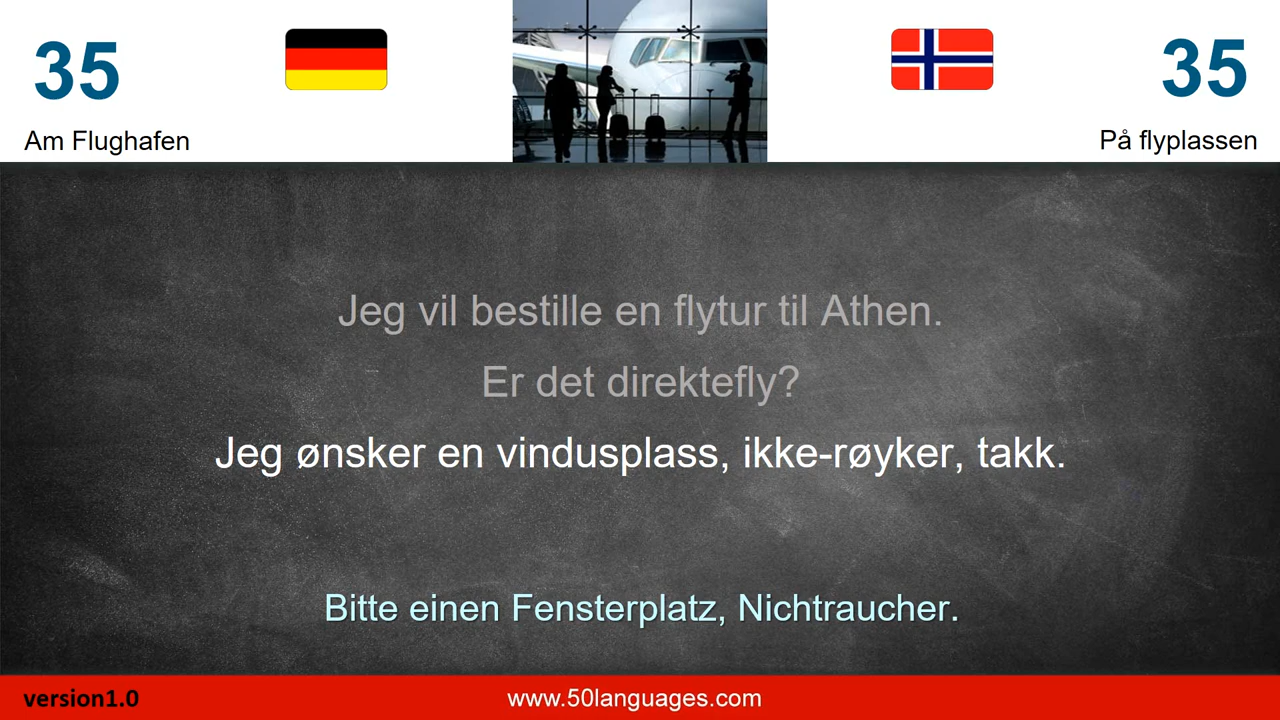 35
35
Am Flughafen
På flyplassen
Jeg vil bestille en flytur til Athen.
Er det direktefly?
Jeg ønsker en vindusplass, ikke-røyker, takk.
Bitte einen Fensterplatz, Nichtraucher.
version1.0
www.50languages.com